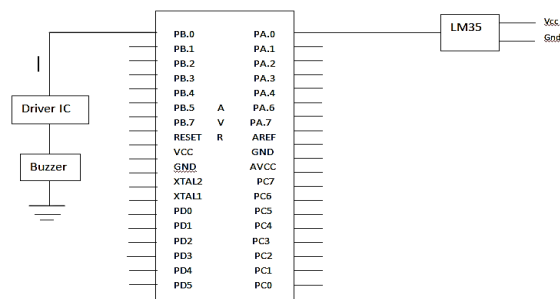 PB.0 PA.0
PB.1 PA.1
PB.2 PA.2
PB.3 PA.3
PB.4 PA.4
PB.5 A PA.6
PB.7 V PA.7
RESET R AREF
VCC GND
GND AVCC
XTAL2 PC7
XTAL1 PC6
PD0 PC5
PD1 PC4
PD2 PC3
PD3 PC2
PD4 PC1
PD5 PC0
LM35
Vcc
Gnd
Driver IC
Buzzer